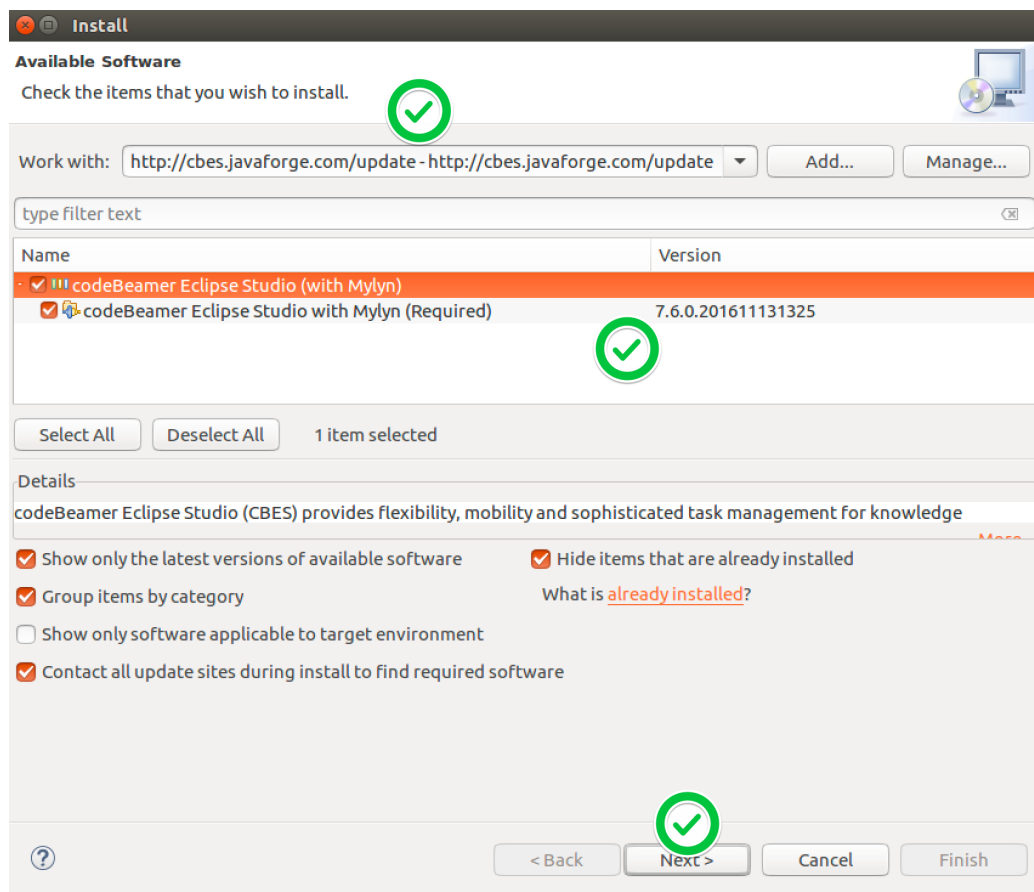 Install
Available Software
Check the items that you wish to install.
Work with: http://cbes.javaforge.com/update - http://cbes.javaforge.com/update Add... Manage...
type filter text
Name Version
codeBeamer Eclipse Studio (with Mylyn)
codeBeamer Eclipse Studio with Mylyn (Required) 7.6.0.201611131325
Select All Deselect All 1 item selected
Details
codeBeamer Eclipse Studio (CBES) provides flexibility, mobility and sophisticated task management for knowledge
More...
Show only the latest versions of available software Hide items that are already installed
Group items by category What is already installed?
Show only software applicable to target environment
Contact all update sites during install to find required software
? < Back Next > Cancel Finish